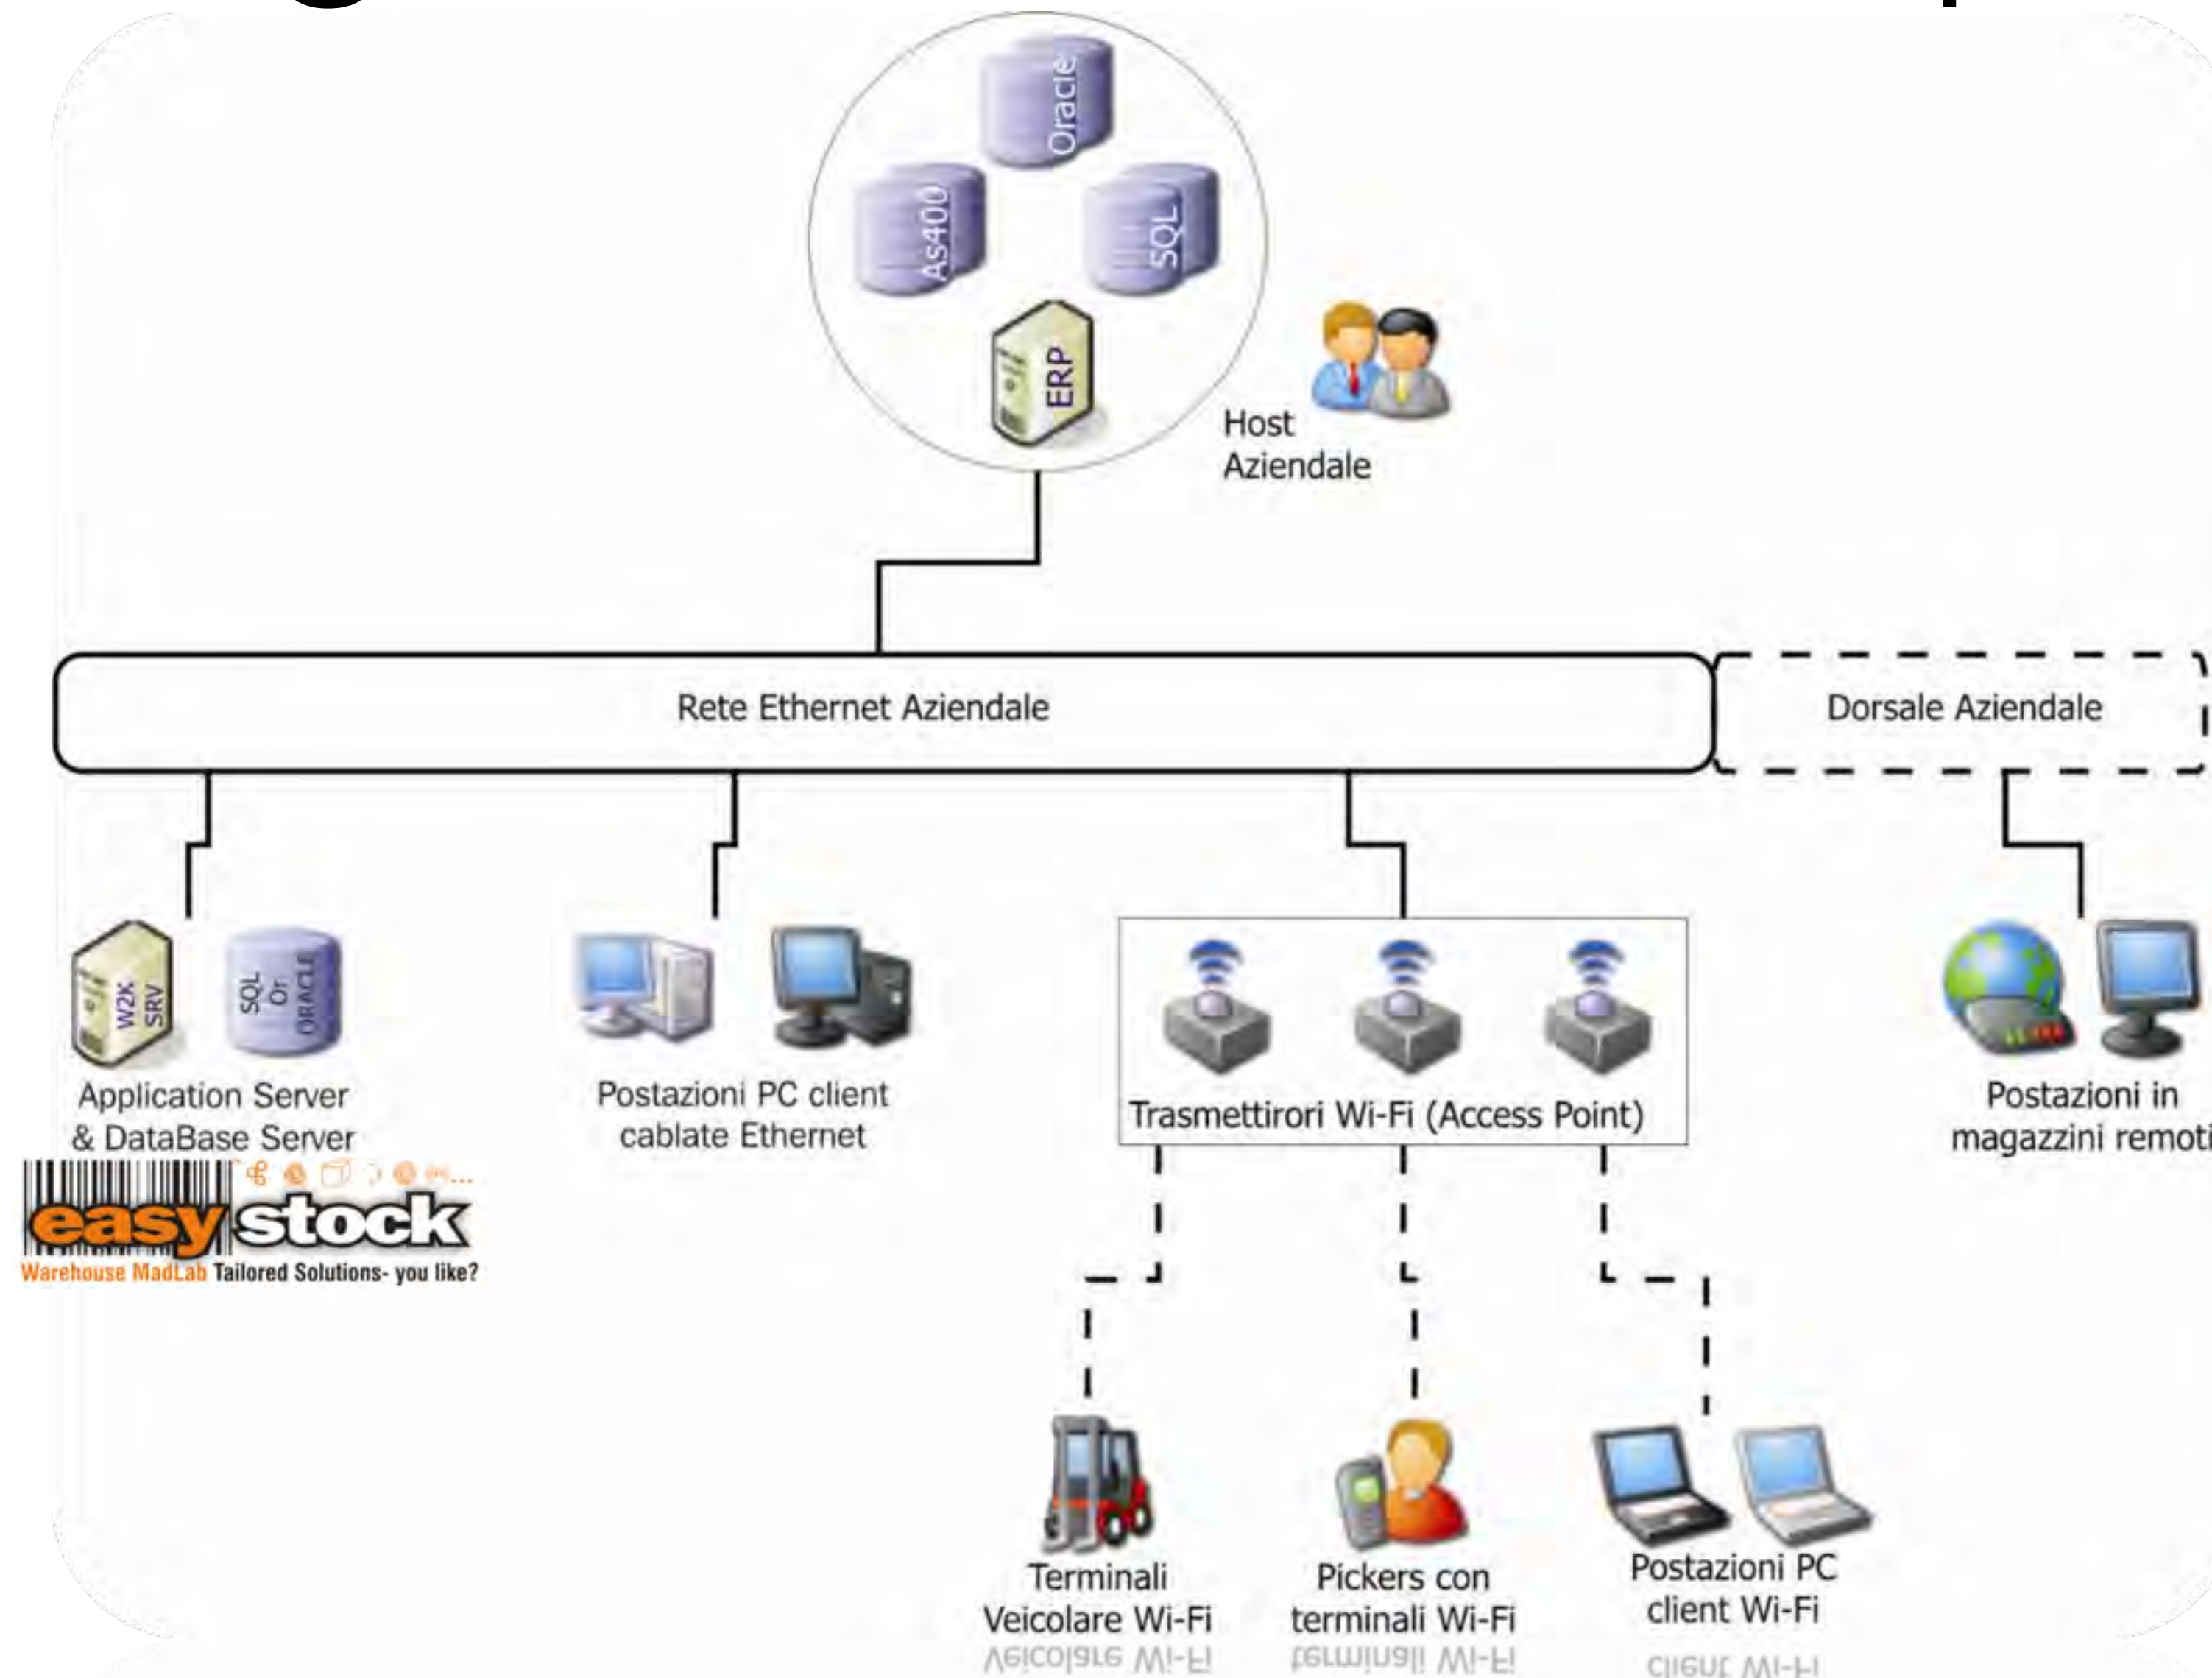 Oracle
As400
SQL
ERP
Host
Aziendale
Rete Ethernet Aziendale
Dorsale Aziendale
W2K
SRV
SQL
Or
ORACLE
Application Server
& DataBase Server
easystock
Warehouse MadLab Tailored Solutions- you like?
Postazioni PC client
cablate Ethernet
Trasmettirori Wi-Fi (Access Point)
Postazioni in
magazzini remoti
Terminali
Veicolare Wi-Fi
Pickers con
terminali Wi-Fi
Postazioni PC
client Wi-Fi